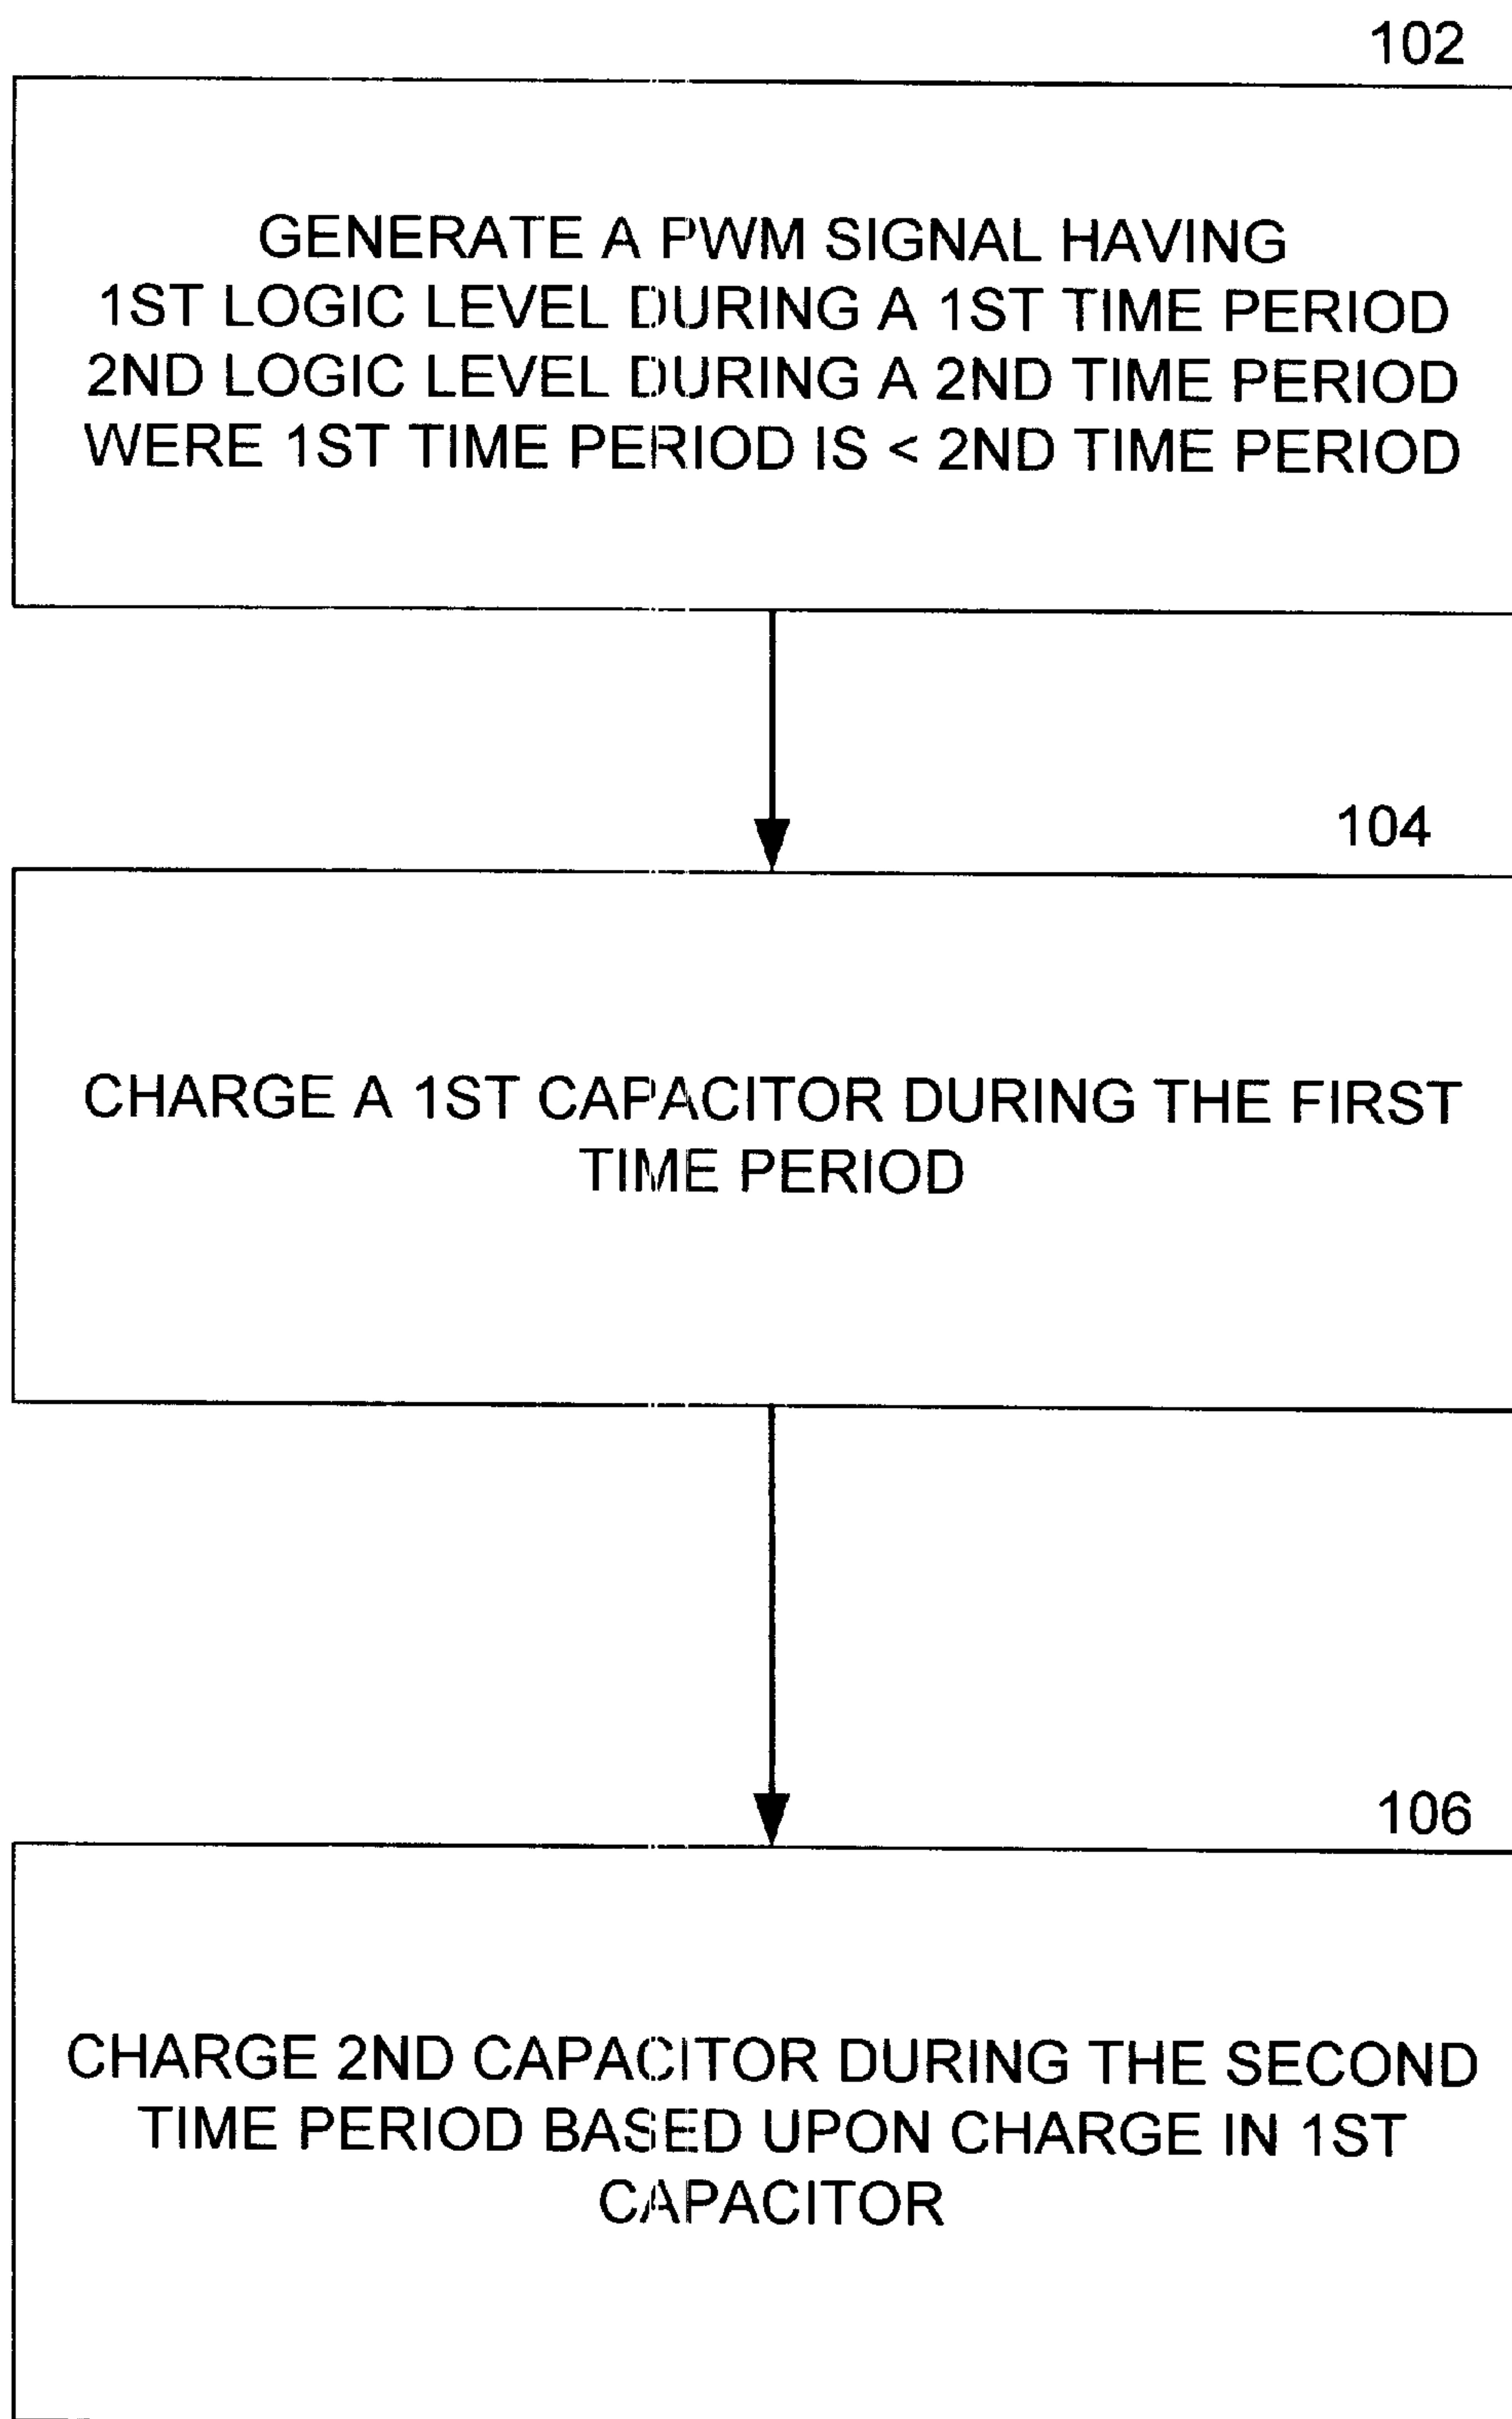 102
GENERATE A PWM SIGNAL HAVING
1ST LOGIC LEVEL DURING A 1ST TIME PERIOD
2ND LOGIC LEVEL DURING A 2ND TIME PERIOD
WERE 1ST TIME PERIOD IS < 2ND TIME PERIOD
104
CHARGE A 1ST CAPACITOR DURING THE FIRST
TIME PERIOD
106
CHARGE 2ND CAPACITOR DURING THE SECOND
TIME PERIOD BASED UPON CHARGE IN 1ST
CAPACITOR